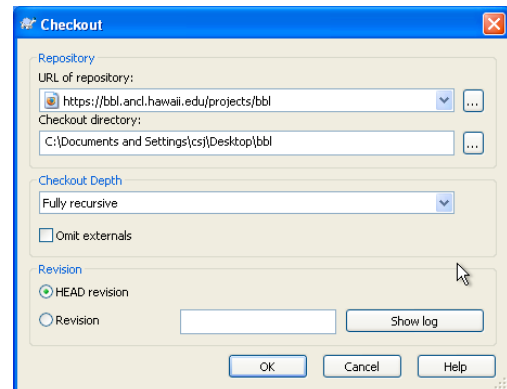 Checkout
Repository
URL of repository:
https://bbl.ancl.hawaii.edu/projects/bbl
...
Checkout directory:
C:\Documents and Settings\csj\Desktop\bbl
...
Checkout Depth
Fully recursive
Omit externals
Revision
HEAD revision
Revision
Show log
OK Cancel Help